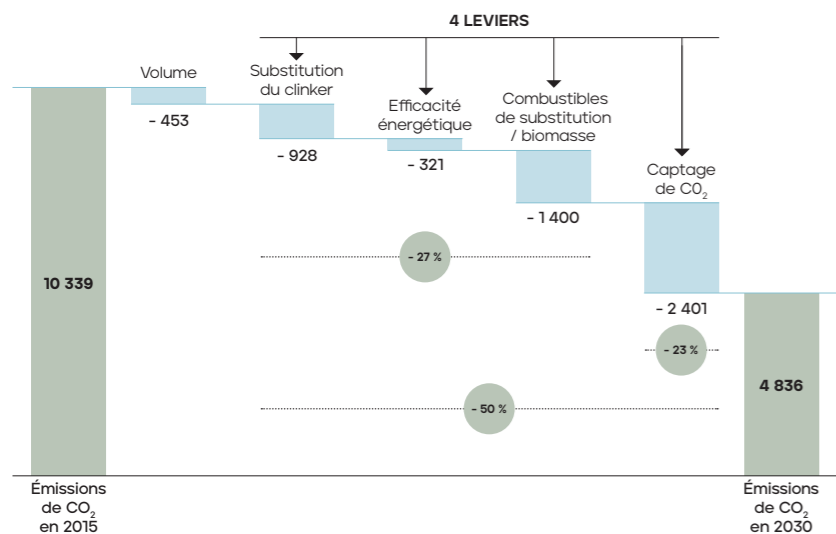 4 LEVIERS
Volume
Substitution
du clinker
Efficacité
énergétique
Combustibles
de substitution
/ biomasse
Captage
de CO₂
- 453
- 928
- 321
- 1 400
- 2 401
- 27 %
- 23 %
- 50 %
10 339
4 836
Émissions
de CO₂
en 2015
Émissions
de CO₂
en 2030